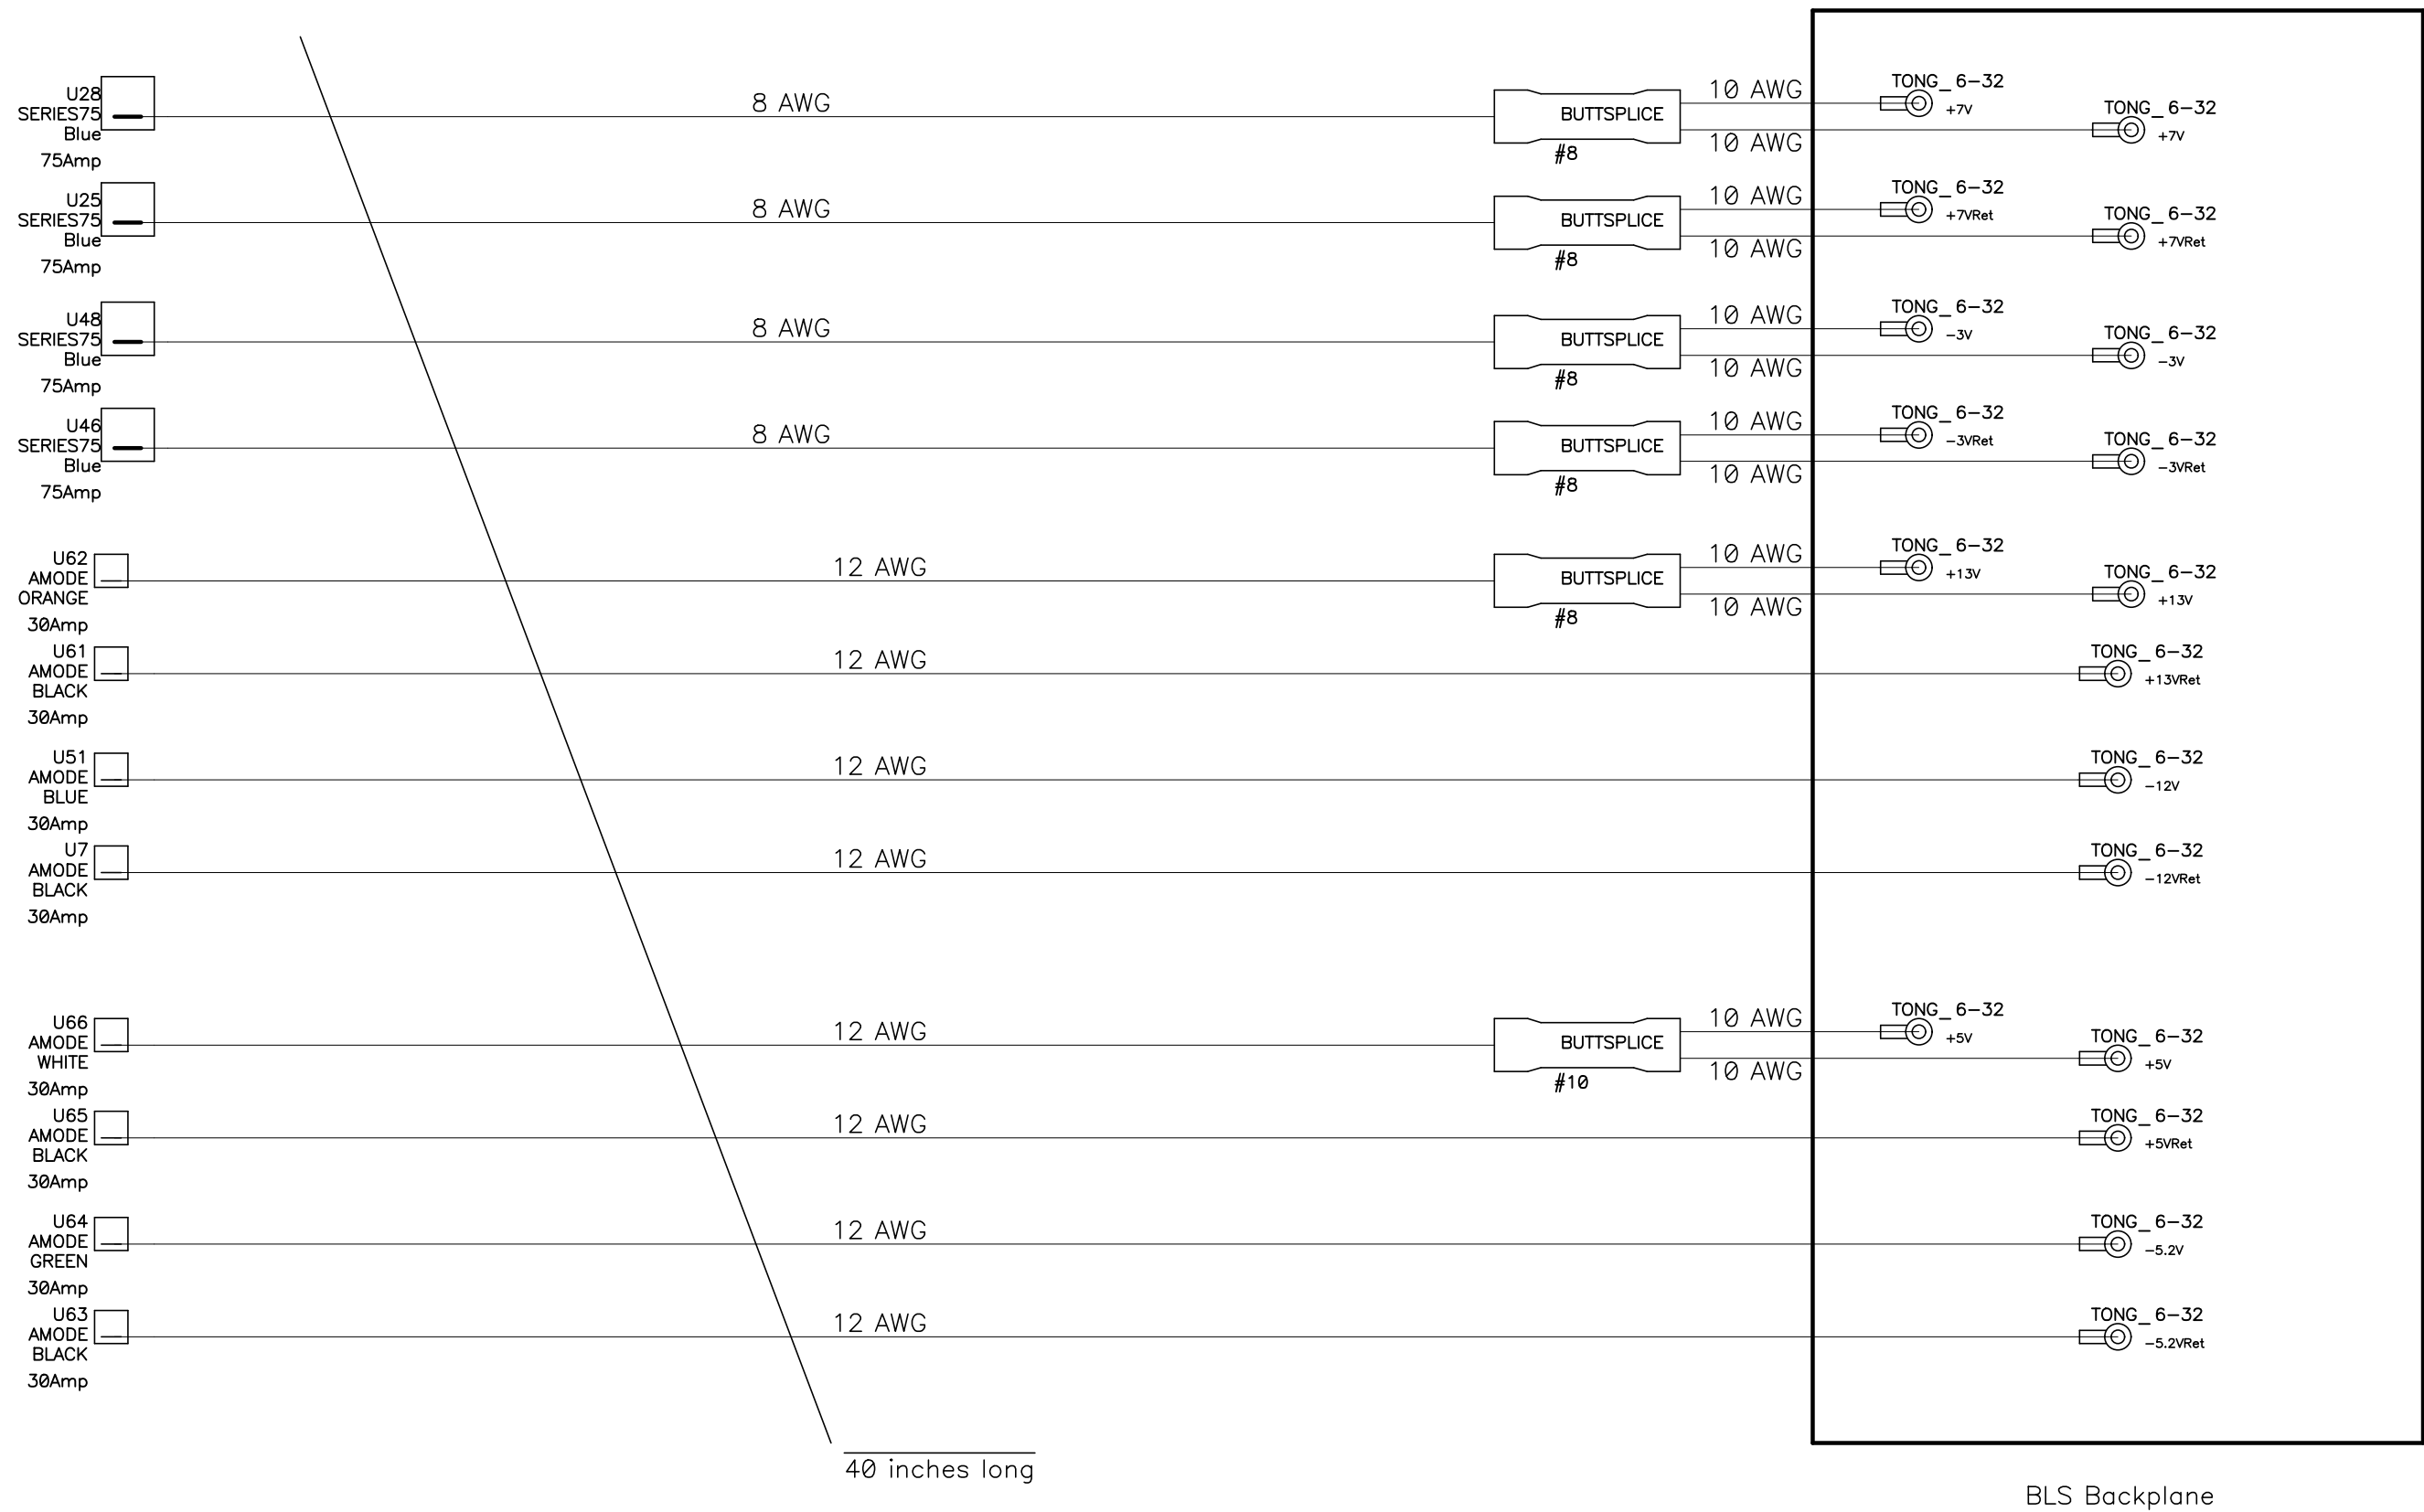 U28
SERIES75
Blue
75Amp
8 AWG
BUTTSPLICE
#8
10 AWG
10 AWG
TONG_6-32
+7V
TONG_6-32
+7V
U25
SERIES75
Blue
75Amp
8 AWG
BUTTSPLICE
#8
10 AWG
10 AWG
TONG_6-32
+7VRet
TONG_6-32
+7VRet
U48
SERIES75
Blue
75Amp
8 AWG
BUTTSPLICE
#8
10 AWG
10 AWG
TONG_6-32
-3V
TONG_6-32
-3V
U46
SERIES75
Blue
75Amp
8 AWG
BUTTSPLICE
#8
10 AWG
10 AWG
TONG_6-32
-3VRet
TONG_6-32
-3VRet
U62
AMODE
ORANGE
30Amp
12 AWG
BUTTSPLICE
#8
10 AWG
10 AWG
TONG_6-32
+13V
TONG_6-32
+13V
U61
AMODE
BLACK
30Amp
12 AWG
TONG_6-32
+13VRet
U51
AMODE
BLUE
30Amp
12 AWG
TONG_6-32
-12V
U7
AMODE
BLACK
30Amp
12 AWG
TONG_6-32
-12VRet
U66
AMODE
WHITE
30Amp
12 AWG
BUTTSPLICE
#10
10 AWG
10 AWG
TONG_6-32
+5V
TONG_6-32
+5V
U65
AMODE
BLACK
30Amp
12 AWG
TONG_6-32
+5VRet
U64
AMODE
GREEN
30Amp
12 AWG
TONG_6-32
-5.2V
U63
AMODE
BLACK
30Amp
12 AWG
TONG_6-32
-5.2VRet
40 inches long
BLS Backplane